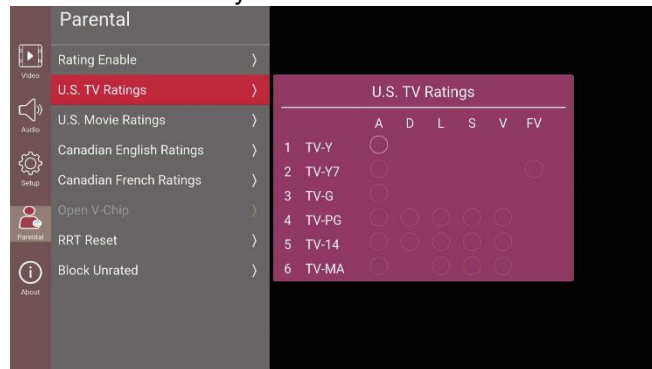 Parental
Video
Audio
Setup
Parental
About
Rating Enable
U.S. TV Ratings
U.S. Movie Ratings
Canadian English Ratings
Canadian French Ratings
Open V-Chip
RRT Reset
Block Unrated
U.S. TV Ratings
A D L S V FV
1 TV-Y
2 TV-Y7
3 TV-G
4 TV-PG
5 TV-14
6 TV-MA